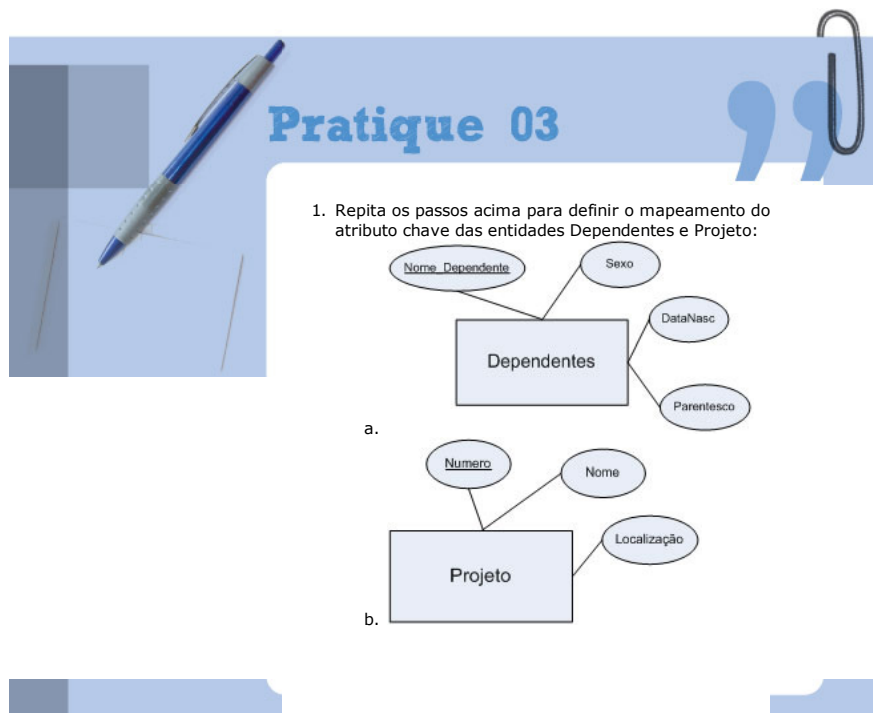 Pratique 03
1. Repita os passos acima para definir o mapeamento do
atributo chave das entidades Dependentes e Projeto:
Nome_Dependente
Sexo
DataNasc
Dependentes
Parentesco
a.
Numero
Nome
Localização
Projeto
b.